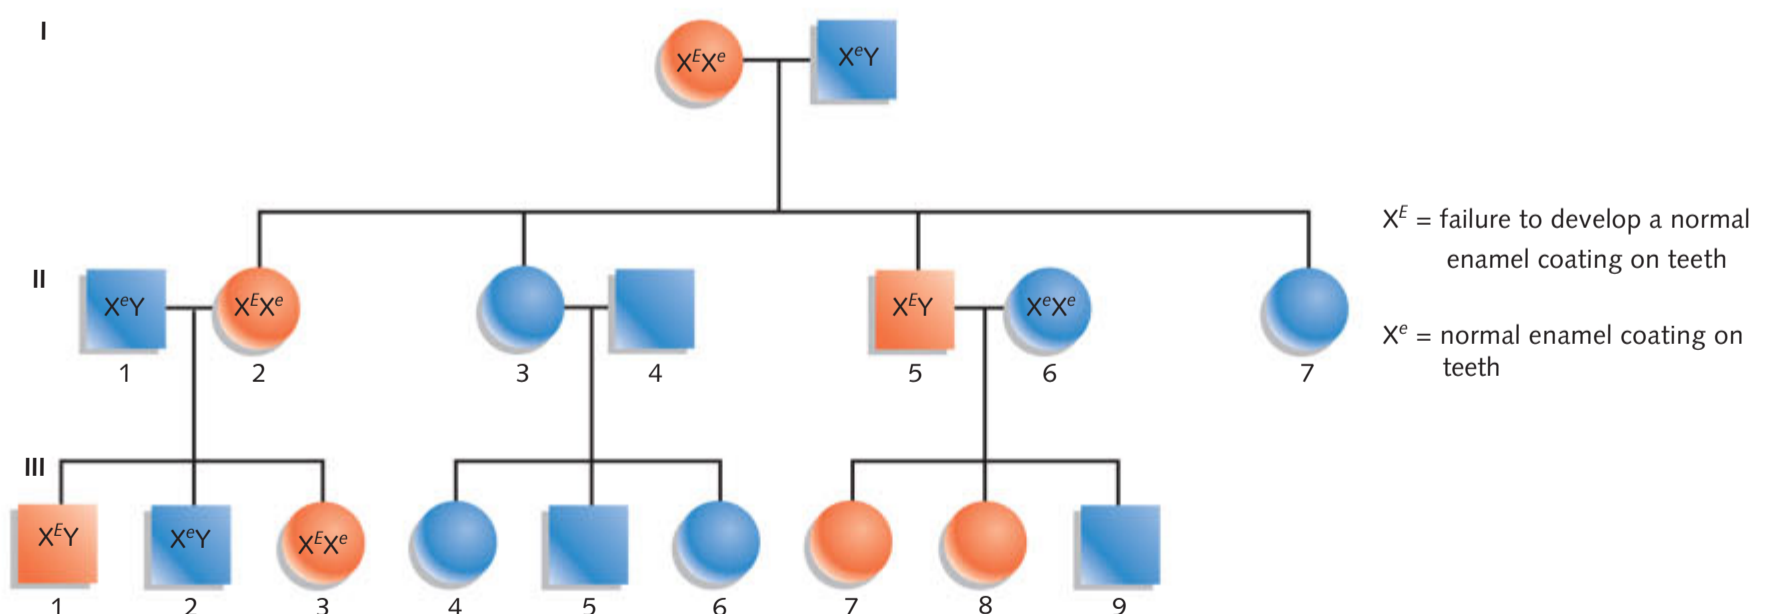 I
XᴱXᵉ XᵉY
II
XᵉY XᴱXᵉ XᴱY XᵉXᵉ
1 2 3 4 5 6 7
Xᴱ = failure to develop a normal
enamel coating on teeth
Xᵉ = normal enamel coating on
teeth
III
XᴱY XᵉY XᴱXᵉ
1 2 3 4 5 6 7 8 9